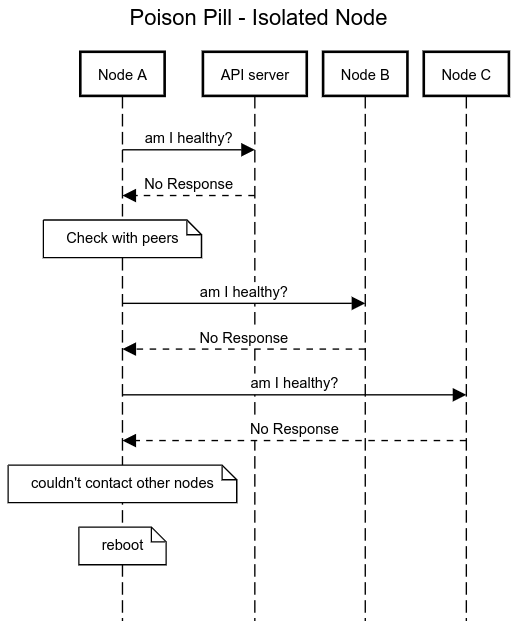 Poison Pill - Isolated Node
Node A
API server
Node B
Node C
am I healthy?
No Response
Check with peers
am I healthy?
No Response
am I healthy?
No Response
couldn't contact other nodes
reboot